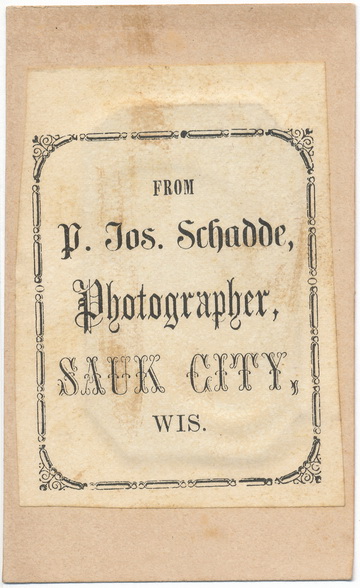 FROM
P. Jos. Schadde,
Photographer,
SAUK CITY,
WIS.